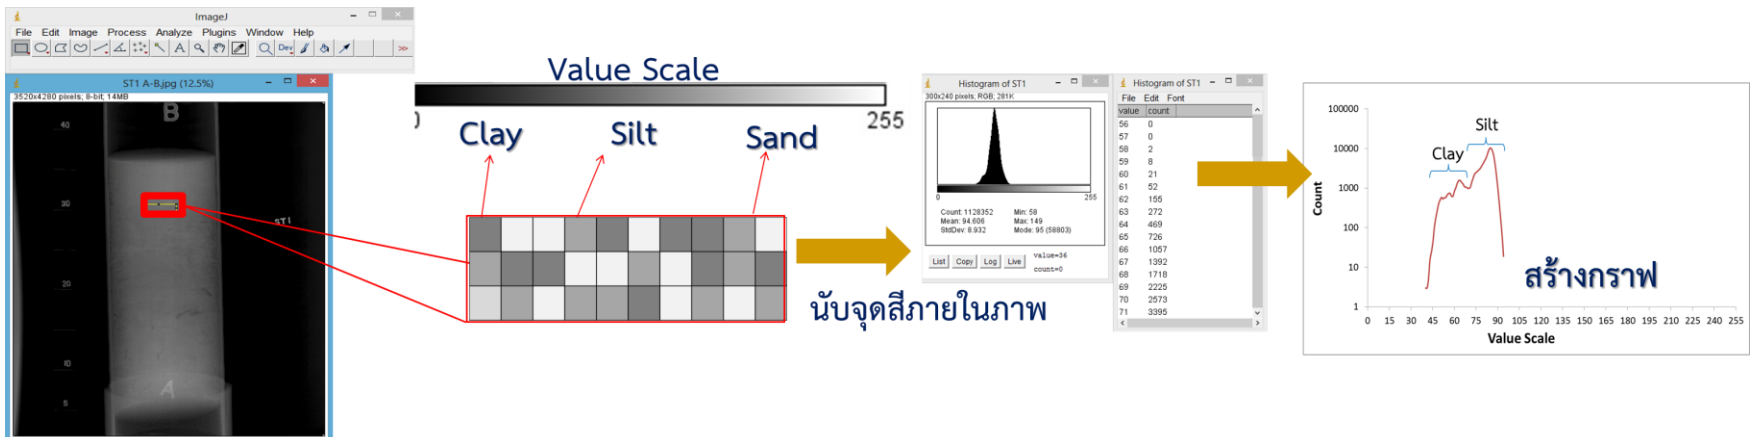 ImageJ
File Edit Image Process Analyze Plugins Window Help
A Dev >>
ST1 A-B.jpg (12.5%)
3520x4280 pixels; 8-bit; 14MB
B
40
30
ST1
20
10
A
5
Value Scale
0
255
Clay Silt Sand
นับจุดสีภายในภาพ
Histogram of ST1
300x240 pixels; RGB; 281K
0 255
Count: 1128352 Min: 58
Mean: 94.606 Max: 149
StdDev: 8.932 Mode: 95 (58803)
List Copy Log Live
value=36
count=0
Histogram of ST1
File Edit Font
value count
56 0
57 0
58 2
59 8
60 21
61 52
62 155
63 272
64 469
65 726
66 1057
67 1392
68 1718
69 2225
70 2573
71 3395
100000
10000
1000
100
10
1
Count
Clay
Silt
สร้างกราฟ
0 15 30 45 60 75 90 105 120 135 150 165 180 195 210 225 240 255
Value Scale